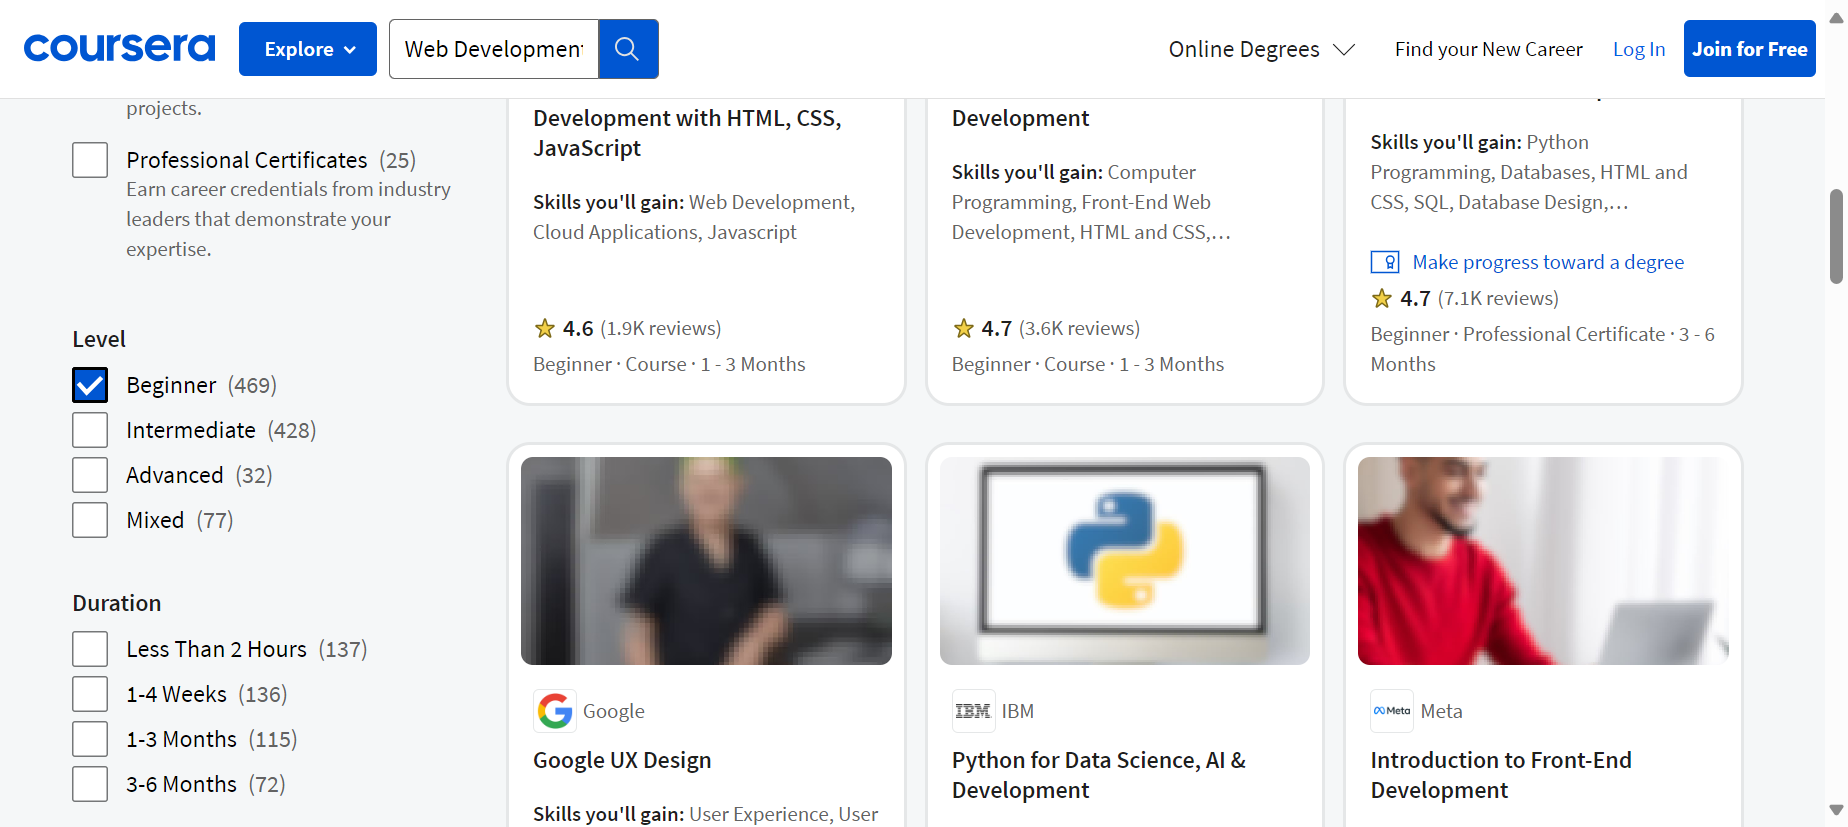 coursera
Explore
Web Development
Online Degrees
Find your New Career
Log In
Join for Free
projects.
Professional Certificates (25)
Earn career credentials from industry
leaders that demonstrate your
expertise.
Level
Beginner (469)
Intermediate (428)
Advanced (32)
Mixed (77)
Duration
Less Than 2 Hours (137)
1-4 Weeks (136)
1-3 Months (115)
3-6 Months (72)
Development with HTML, CSS,
JavaScript
Skills you'll gain: Web Development,
Cloud Applications, Javascript
4.6 (1.9K reviews)
Beginner · Course · 1 - 3 Months
Development
Skills you'll gain: Computer
Programming, Front-End Web
Development, HTML and CSS,...
4.7 (3.6K reviews)
Beginner · Course · 1 - 3 Months
Skills you'll gain: Python
Programming, Databases, HTML and
CSS, SQL, Database Design,...
Make progress toward a degree
4.7 (7.1K reviews)
Beginner · Professional Certificate · 3 - 6
Months
Google
Google UX Design
Skills you'll gain: User Experience, User
IBM IBM
Python for Data Science, AI &
Development
Meta Meta
Introduction to Front-End
Development